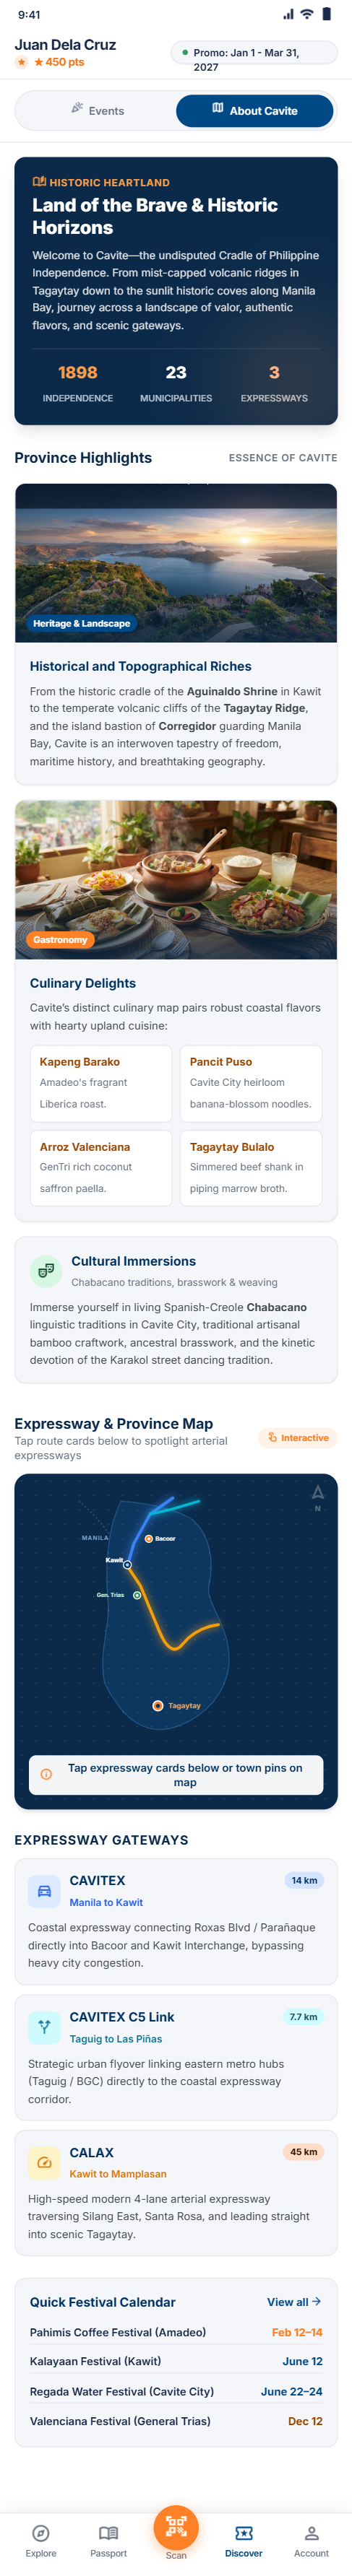 9:41
Juan Dela Cruz
★ 450 pts
Promo: Jan 1 - Mar 31,
2027
Events
About Cavite
HISTORIC HEARTLAND
Land of the Brave & Historic
Horizons
Welcome to Cavite—the undisputed Cradle of Philippine
Independence. From mist-capped volcanic ridges in
Tagaytay down to the sunlit historic coves along Manila
Bay, journey across a landscape of valor, authentic
flavors, and scenic gateways.
1898
INDEPENDENCE
23
MUNICIPALITIES
3
EXPRESSWAYS
Province Highlights
ESSENCE OF CAVITE
Heritage & Landscape
Historical and Topographical Riches
From the historic cradle of the Aguinaldo Shrine in Kawit
to the temperate volcanic cliffs of the Tagaytay Ridge,
and the island bastion of Corregidor guarding Manila
Bay, Cavite is an interwoven tapestry of freedom,
maritime history, and breathtaking geography.
Gastronomy
Culinary Delights
Cavite's distinct culinary map pairs robust coastal flavors
with hearty upland cuisine:
Kapeng Barako
Amadeo's fragrant
Liberica roast.
Pancit Puso
Cavite City heirloom
banana-blossom noodles.
Arroz Valenciana
GenTri rich coconut
saffron paella.
Tagaytay Bulalo
Simmered beef shank in
piping marrow broth.
Cultural Immersions
Chabacano traditions, brasswork & weaving
Immerse yourself in living Spanish-Creole Chabacano
linguistic traditions in Cavite City, traditional artisanal
bamboo craftwork, ancestral brasswork, and the kinetic
devotion of the Karakol street dancing tradition.
Expressway & Province Map
Tap route cards below to spotlight arterial
expressways
Interactive
N
MANILA
Bacoor
Kawit
Gen. Trias
Tagaytay
Tap expressway cards below or town pins on
map
EXPRESSWAY GATEWAYS
CAVITEX
14 km
Manila to Kawit
Coastal expressway connecting Roxas Blvd / Parañaque
directly into Bacoor and Kawit Interchange, bypassing
heavy city congestion.
CAVITEX C5 Link
7.7 km
Taguig to Las Piñas
Strategic urban flyover linking eastern metro hubs
(Taguig / BGC) directly to the coastal expressway
corridor.
CALAX
45 km
Kawit to Mamplasan
High-speed modern 4-lane arterial expressway
traversing Silang East, Santa Rosa, and leading straight
into scenic Tagaytay.
Quick Festival Calendar
View all →
Pahimis Coffee Festival (Amadeo)
Feb 12–14
Kalayaan Festival (Kawit)
June 12
Regada Water Festival (Cavite City)
June 22–24
Valenciana Festival (General Trias)
Dec 12
Explore
Passport
Scan
Discover
Account